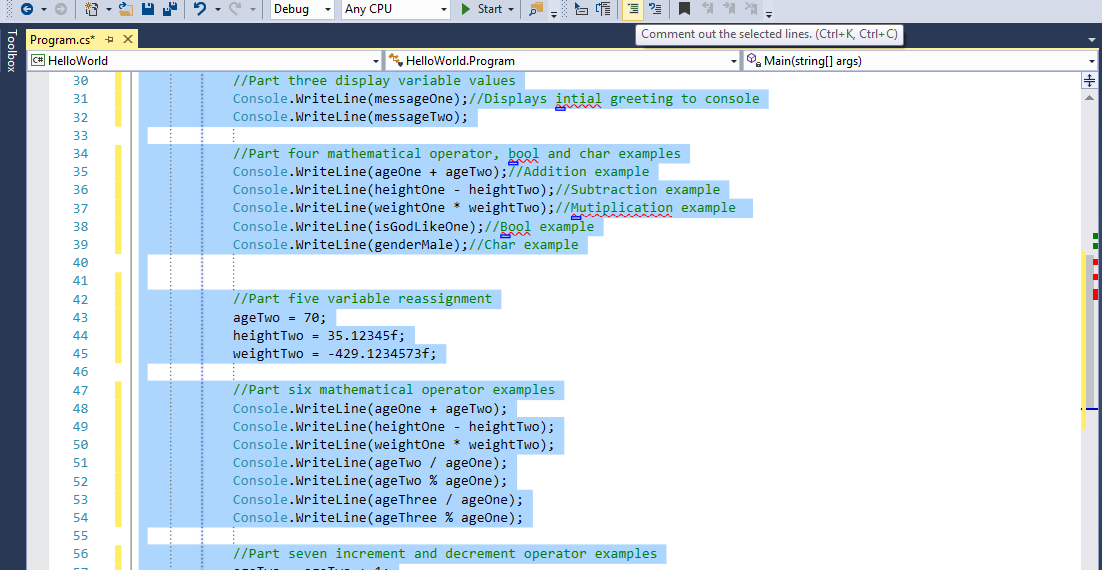 Debug
Any CPU
Start
Toolbox
Program.cs*
Comment out the selected lines. (Ctrl+K, Ctrl+C)
C# HelloWorld
HelloWorld.Program
Main(string[] args)
30 //Part three display variable values
31 Console.WriteLine(messageOne);//Displays intial greeting to console
32 Console.WriteLine(messageTwo);
33
34 //Part four mathematical operator, bool and char examples
35 Console.WriteLine(ageOne + ageTwo);//Addition example
36 Console.WriteLine(heightOne - heightTwo);//Subtraction example
37 Console.WriteLine(weightOne * weightTwo);//Mutiplication example
38 Console.WriteLine(isGodLikeOne);//Bool example
39 Console.WriteLine(genderMale);//Char example
40
41
42 //Part five variable reassignment
43 ageTwo = 70;
44 heightTwo = 35.12345f;
45 weightTwo = -429.1234573f;
46
47 //Part six mathematical operator examples
48 Console.WriteLine(ageOne + ageTwo);
49 Console.WriteLine(heightOne - heightTwo);
50 Console.WriteLine(weightOne * weightTwo);
51 Console.WriteLine(ageTwo / ageOne);
52 Console.WriteLine(ageTwo % ageOne);
53 Console.WriteLine(ageThree / ageOne);
54 Console.WriteLine(ageThree % ageOne);
55
56 //Part seven increment and decrement operator examples